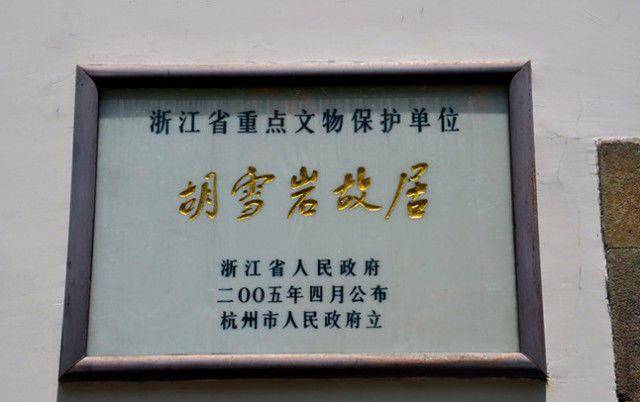 浙江省重点文物保护单位
胡雪岩故居
浙江省人民政府
二〇〇五年四月公布
杭州市人民政府立